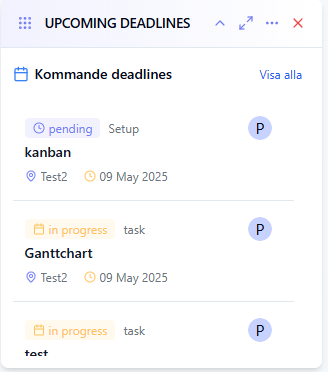 UPCOMING DEADLINES
Kommande deadlines Visa alla
pending Setup P
kanban
Test2 09 May 2025
in progress task P
Ganttchart
Test2 09 May 2025
in progress task P
test